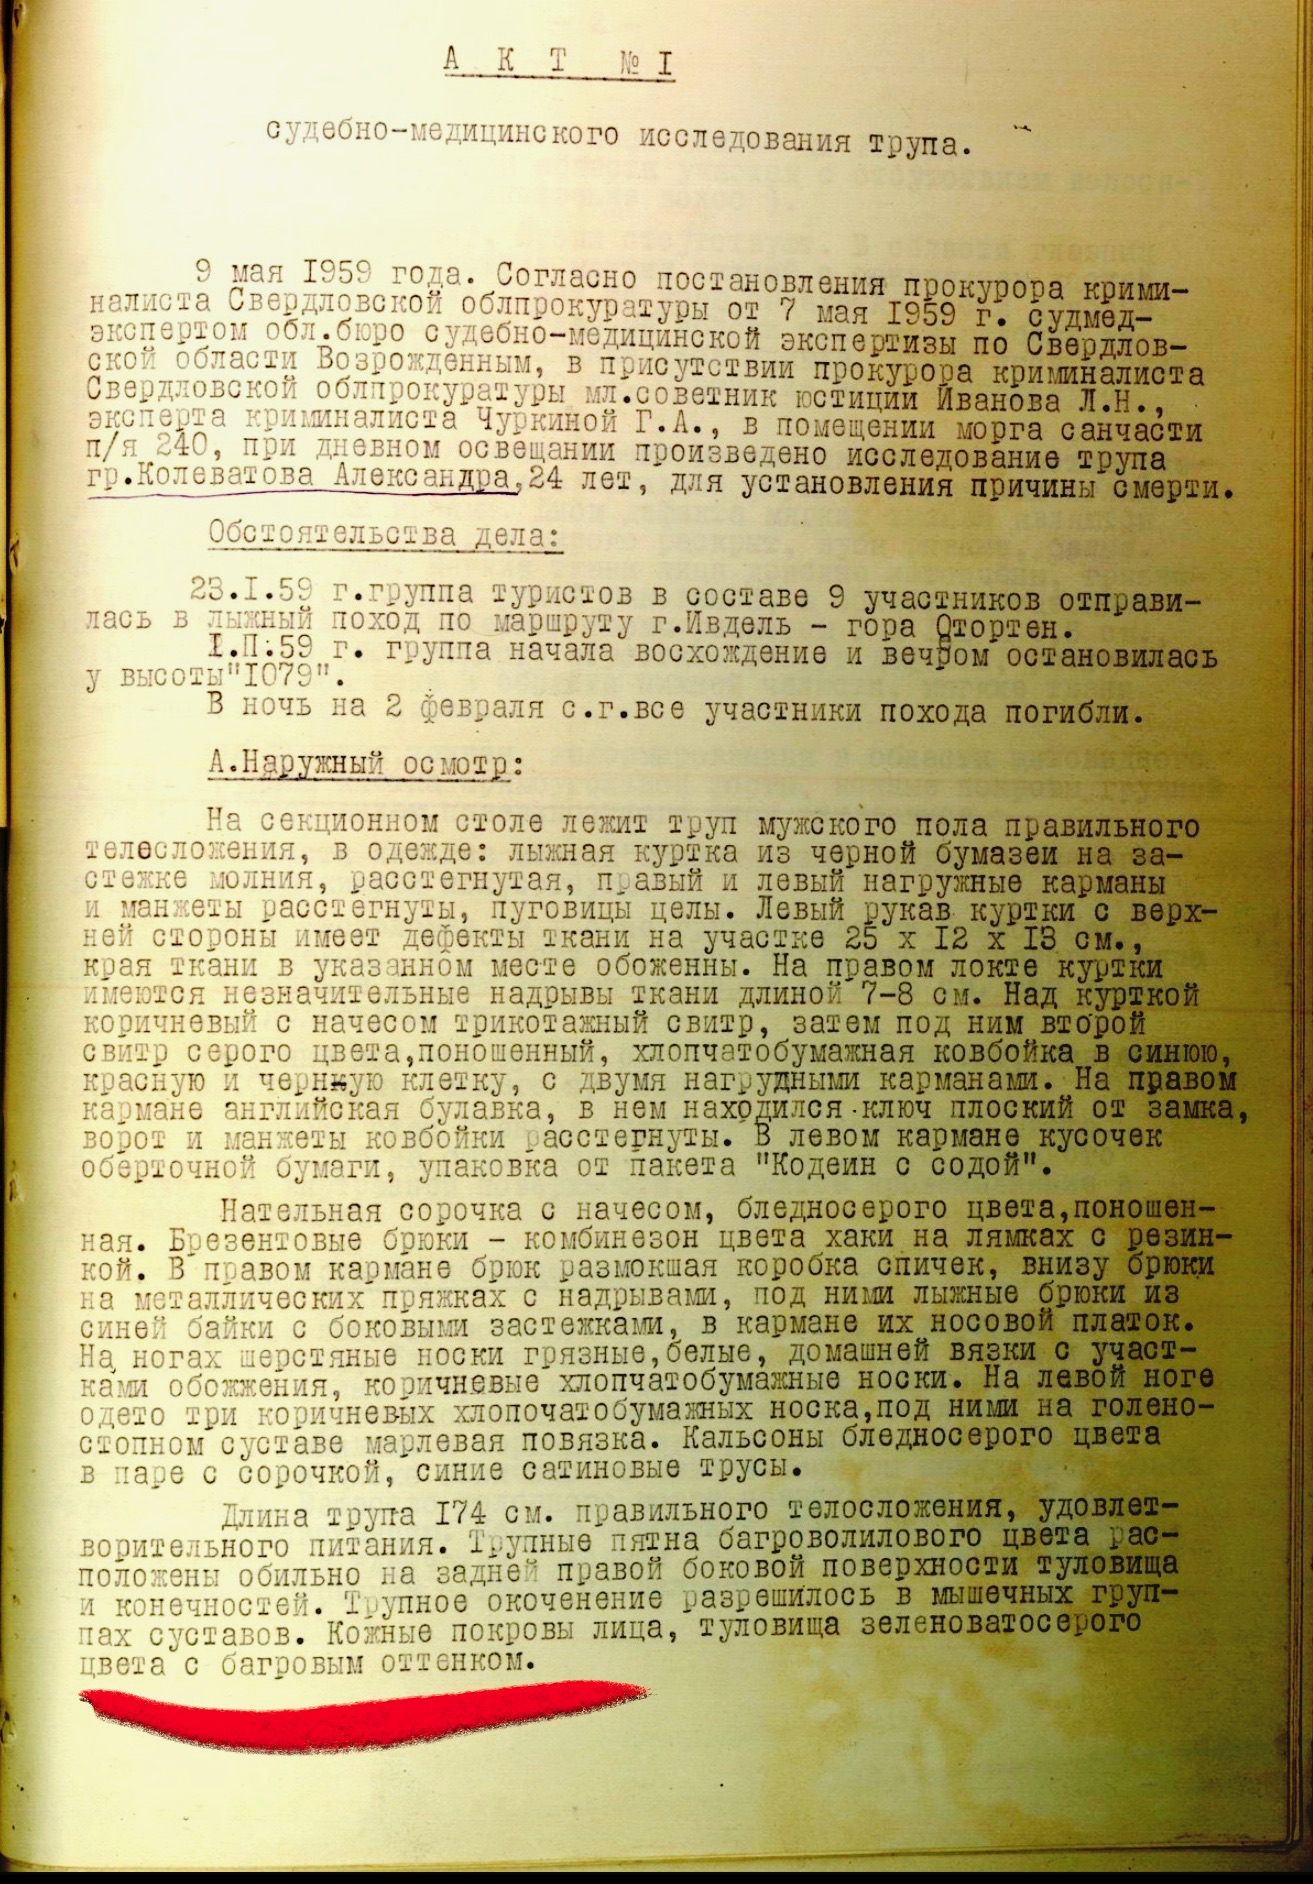 А К Т № I
судебно-медицинского исследования трупа.
9 мая 1959 года. Согласно постановления прокурора крими-
налиста Свердловской облпрокуратуры от 7 мая 1959 г. судмед-
экспертом обл.бюро судебно-медицинской экспертизы по Свердлов-
ской области Возрожденным, в присутствии прокурора криминалиста
Свердловской облпрокуратуры мл.советник юстиции Иванова Л.Н.,
эксперта криминалиста Чуркиной Г.А., в помещении морга санчасти
п/я 240, при дневном освещании произведено исследование трупа
гр.Колеватова Александра,24 лет, для установления причины смерти.
Обстоятельства дела:
23.I.59 г.группа туристов в составе 9 участников отправи-
лась в лыжный поход по маршруту г.Ивдель - гора Отортен.
I.П.59 г. группа начала восхождение и вечером остановилась
у высоты"1079".
В ночь на 2 февраля с.г.все участники похода погибли.
А.Наружный осмотр:
На секционном столе лежит труп мужского пола правильного
телосложения, в одежде: лыжная куртка из черной бумазеи на за-
стежке молния, расстегнутая, правый и левый нагружные карманы
и манжеты расстегнуты, пуговицы целы. Левый рукав куртки с верх-
ней стороны имеет дефекты ткани на участке 25 х 12 х 13 см.,
края ткани в указанном месте обоженны. На правом локте куртки
имеются незначительные надрывы ткани длиной 7-8 см. Над курткой
коричневый с начесом трикотажный свитр, затем под ним второй
свитр серого цвета,поношенный, хлопчатобумажная ковбойка в синюю,
красную и чернкую клетку, с двумя нагрудными карманами. На правом
кармане английская булавка, в нем находился ключ плоский от замка,
ворот и манжеты ковбойки расстегнуты. В левом кармане кусочек
оберточной бумаги, упаковка от пакета "Кодеин с содой".
Нательная сорочка с начесом, бледносерого цвета,поношен-
ная. Брезентовые брюки - комбинезон цвета хаки на лямках с резин-
кой. В правом кармане брюк размокшая коробка спичек, внизу брюки
на металлических пряжках с надрывами, под ними лыжные брюки из
синей байки с боковыми застежками, в кармане их носовой платок.
На ногах шерстяные носки грязные,белые, домашней вязки с участ-
ками обожжения, коричневые хлопчатобумажные носки. На левой ноге
одето три коричневых хлопочатобумажных носка,под ними на голено-
стопном суставе марлевая повязка. Кальсоны бледносерого цвета
в паре с сорочкой, синие сатиновые трусы.
Длина трупа 174 см. правильного телосложения, удовлет-
ворительного питания. Трупные пятна багроволилового цвета рас-
положены обильно на задней правой боковой поверхности туловища
и конечностей. Трупное окоченение разрешилось в мышечных груп-
пах суставов. Кожные покровы лица, туловища зеленоватосерого
цвета с багровым оттенком.